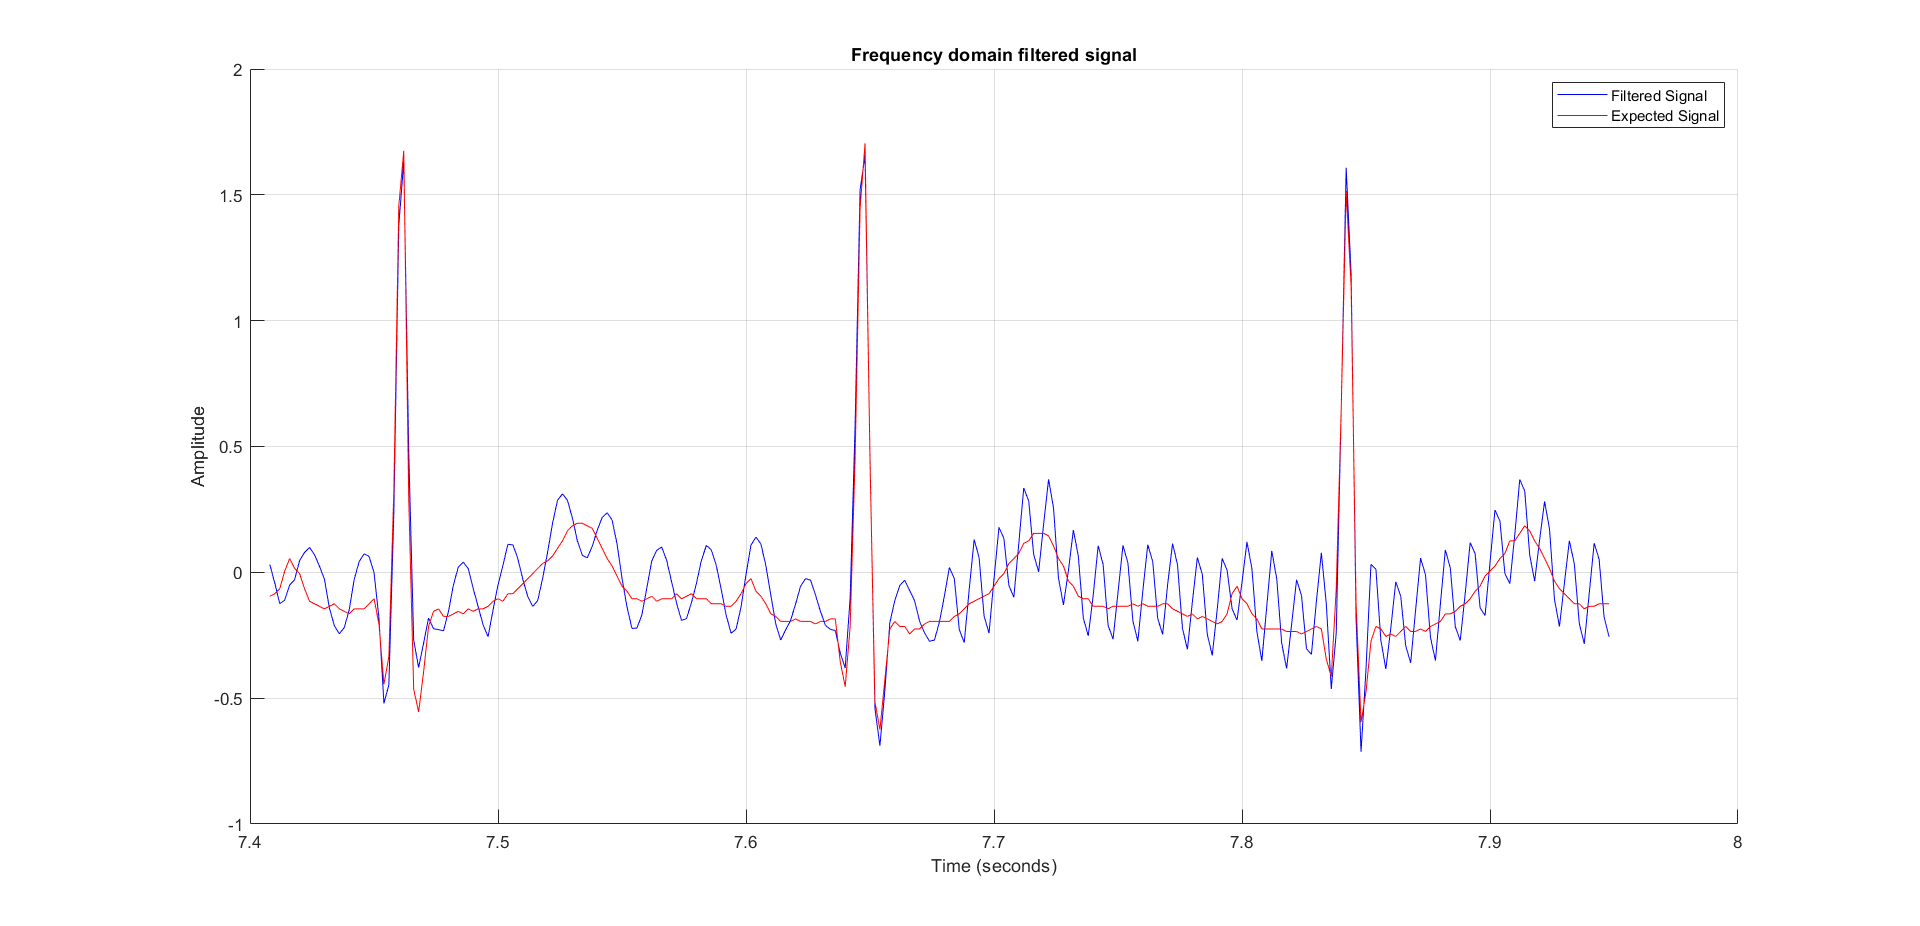 Frequency domain filtered signal
2
Filtered Signal
Expected Signal
1.5
1
0.5
0
-0.5
-1
Amplitude
7.4 7.5 7.6 7.7 7.8 7.9 8
Time (seconds)